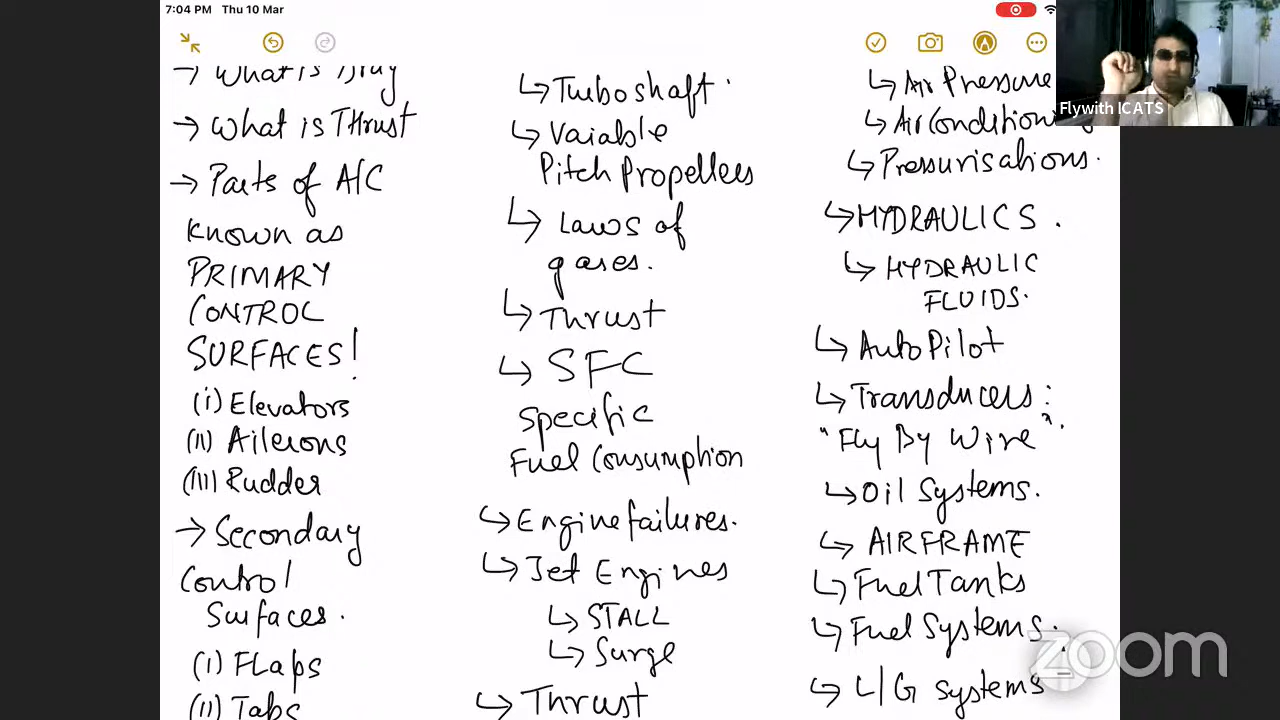 7:04 PM Thu 10 Mar
→ What is Drag
→ What is Thrust
→ Parts of A/C
known as
PRIMARY
CONTROL
SURFACES!
(i) Elevators
(ii) Ailerons
(iii) Rudder
→ Secondary
Control
Surfaces.
(i) FLaps
(ii) Tabs
↳ Turboshaft.
↳ Vaiable
Pitch Propellers
↳ Laws of
gases.
↳ Thrust
↳ SFC
Specific
Fuel Consumption
↳ Engine failures.
↳ Jet Engines
↳ STALL
↳ Surge
↳ Thrust
↳ Air Pressure
↳ Air Conditioning
↳ Pressurisations.
↳ HYDRAULICS.
↳ HYDRAULIC
FLUIDS.
↳ AutoPilot
↳ Transducers:
"Fly By Wire".
↳ Oil Systems.
↳ AIRFRAME
↳ Fuel Tanks
↳ Fuel Systems.
↳ L/G systems
Flywith ICATS
zoom